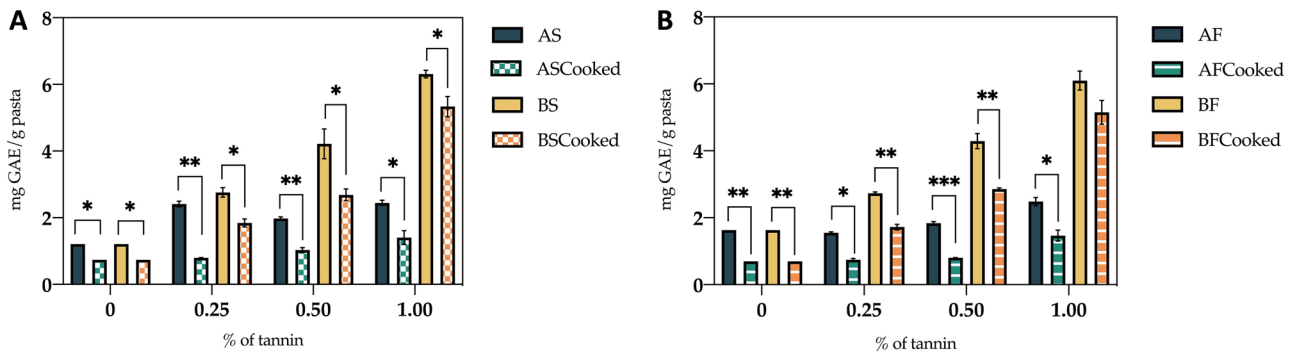 A
mg GAE/g pasta
8
6
4
2
0
* * ** * ** * * *
0 0.25 0.50 1.00
% of tannin
AS
ASCooked
BS
BSCooked
B
mg GAE/g pasta
8
6
4
2
0
** ** * ** *** ** *
0 0.25 0.50 1.00
% of tannin
AF
AFCooked
BF
BFCooked